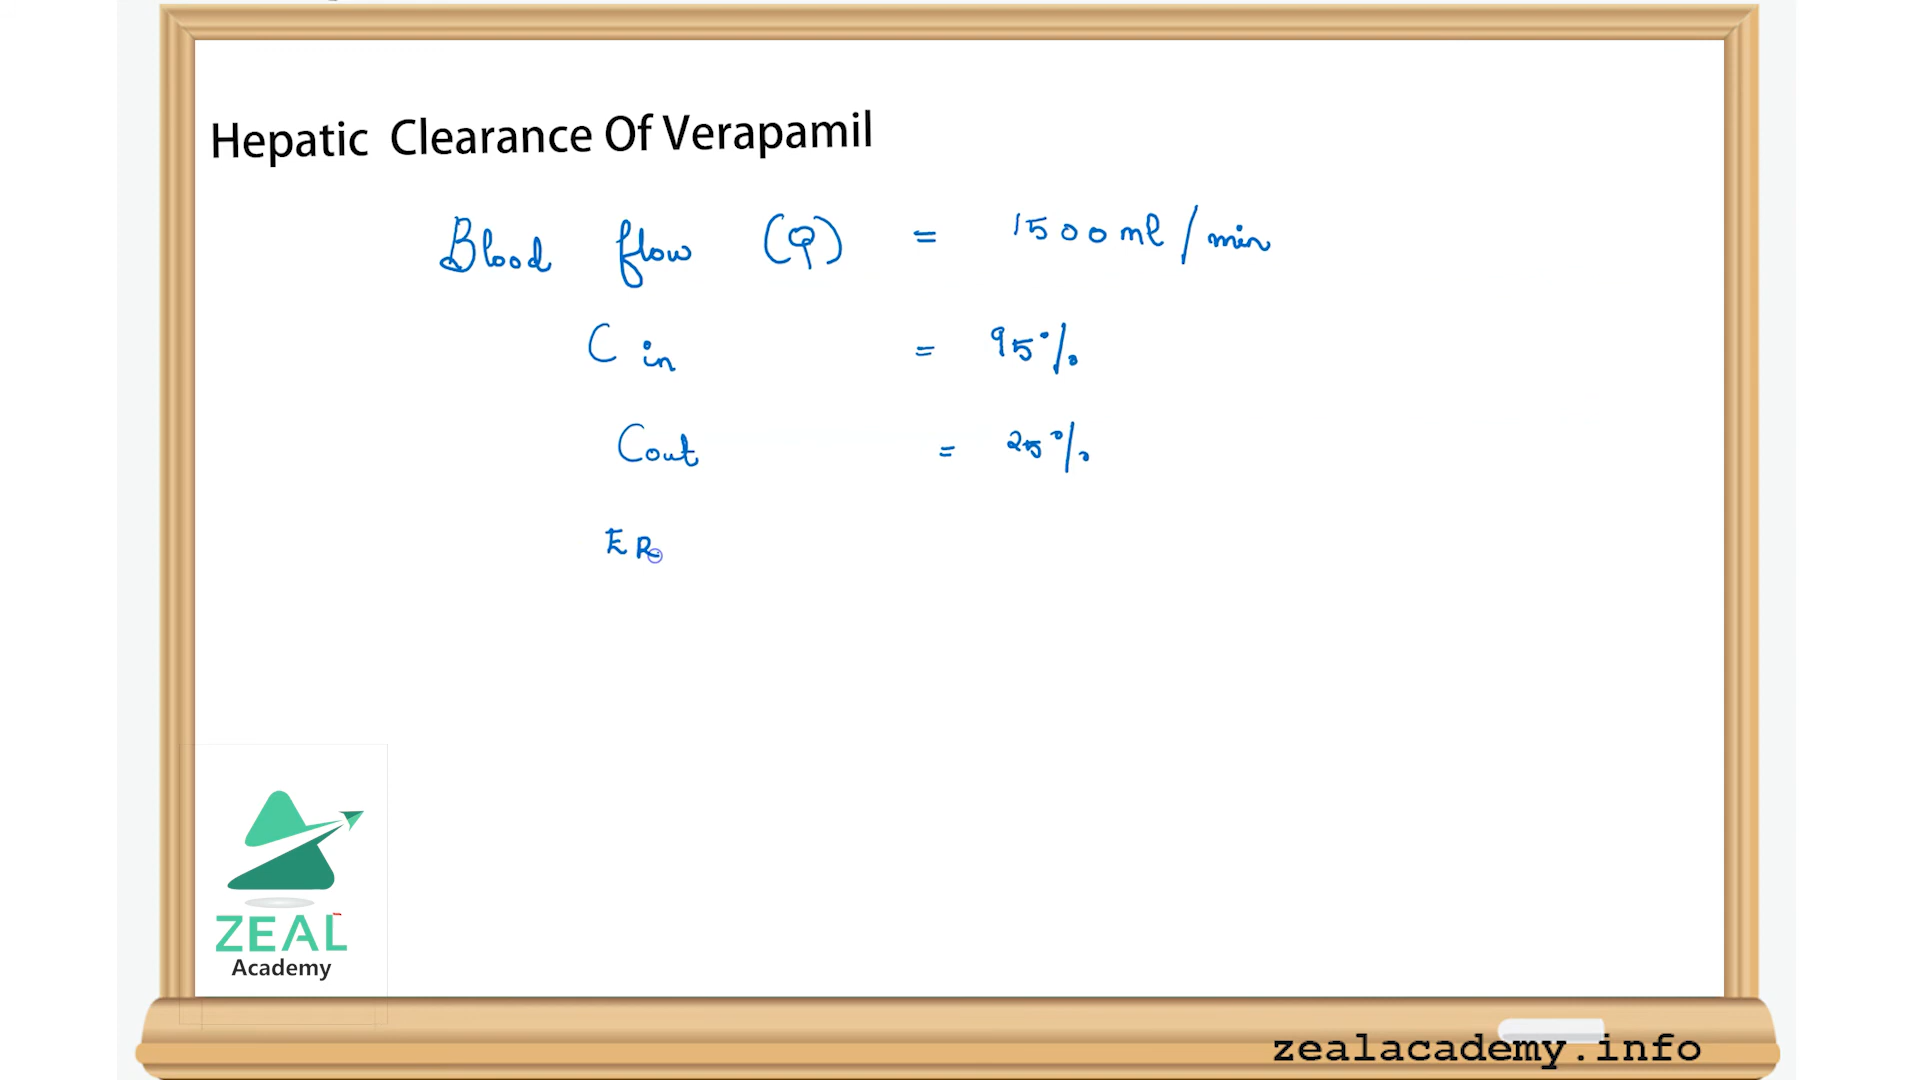 Hepatic Clearance Of Verapamil
Blood flow (Q) = 1500 ml / min
C in = 95%
Cout = 25%
ER
ZEAL
Academy
zealacademy.info